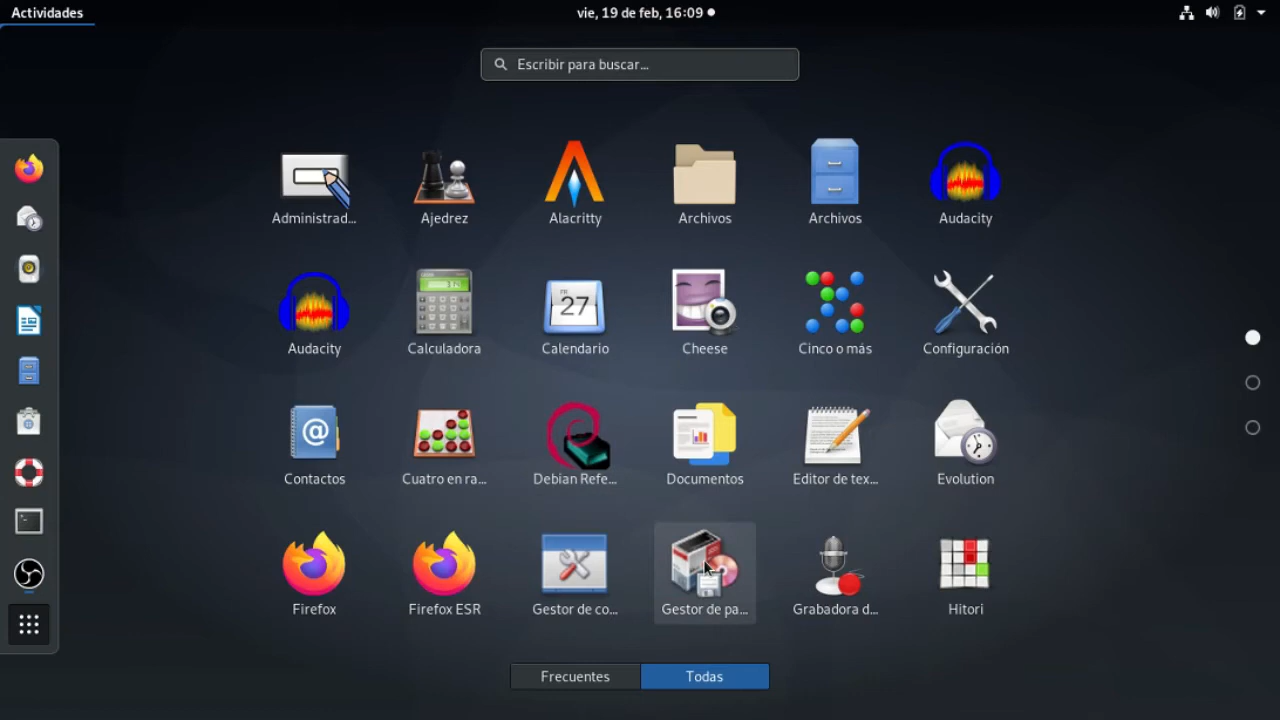 Actividades
vie, 19 de feb, 16:09
Escribir para buscar...
Administrad...
Ajedrez
Alacritty
Archivos
Archivos
Audacity
Audacity
Calculadora
Calendario
Cheese
Cinco o más
Configuración
Contactos
Cuatro en ra...
Debian Refe...
Documentos
Editor de tex...
Evolution
Firefox
Firefox ESR
Gestor de co...
Gestor de pa...
Grabadora d...
Hitori
Frecuentes
Todas